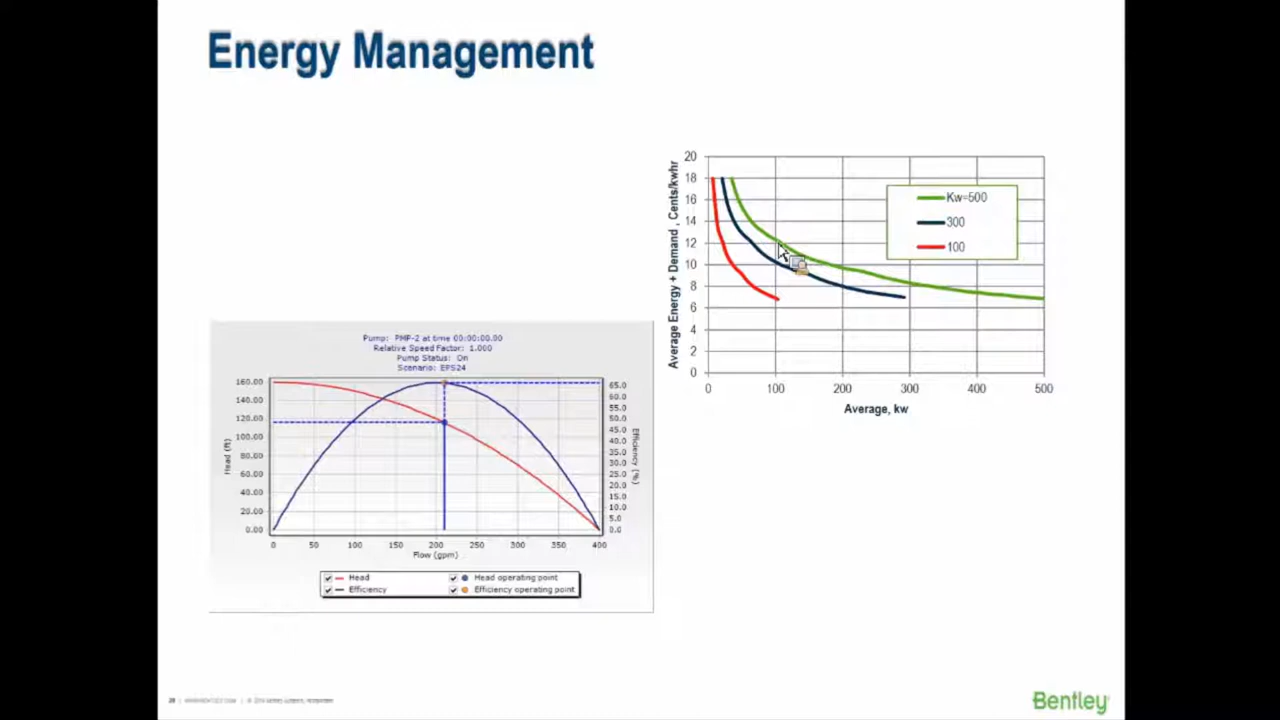 Energy Management
20
18
16
14
12
10
8
6
4
2
0
Average Energy + Demand , Cents/kwhr
Kw=500
300
100
0 100 200 300 400 500
Average, kw
Pump: PMP-2 at time 00:00:00.00
Relative Speed Factor: 1.000
Pump Status: On
Scenario: EPS24
160.00
140.00
120.00
100.00
80.00
60.00
40.00
20.00
0.00
Head (ft)
65.0
60.0
55.0
50.0
45.0
40.0
35.0
30.0
25.0
20.0
15.0
10.0
5.0
0.0
Efficiency (%)
0 50 100 150 200 250 300 350 400
Flow (gpm)
Head
Head operating point
Efficiency
Efficiency operating point
Bentley